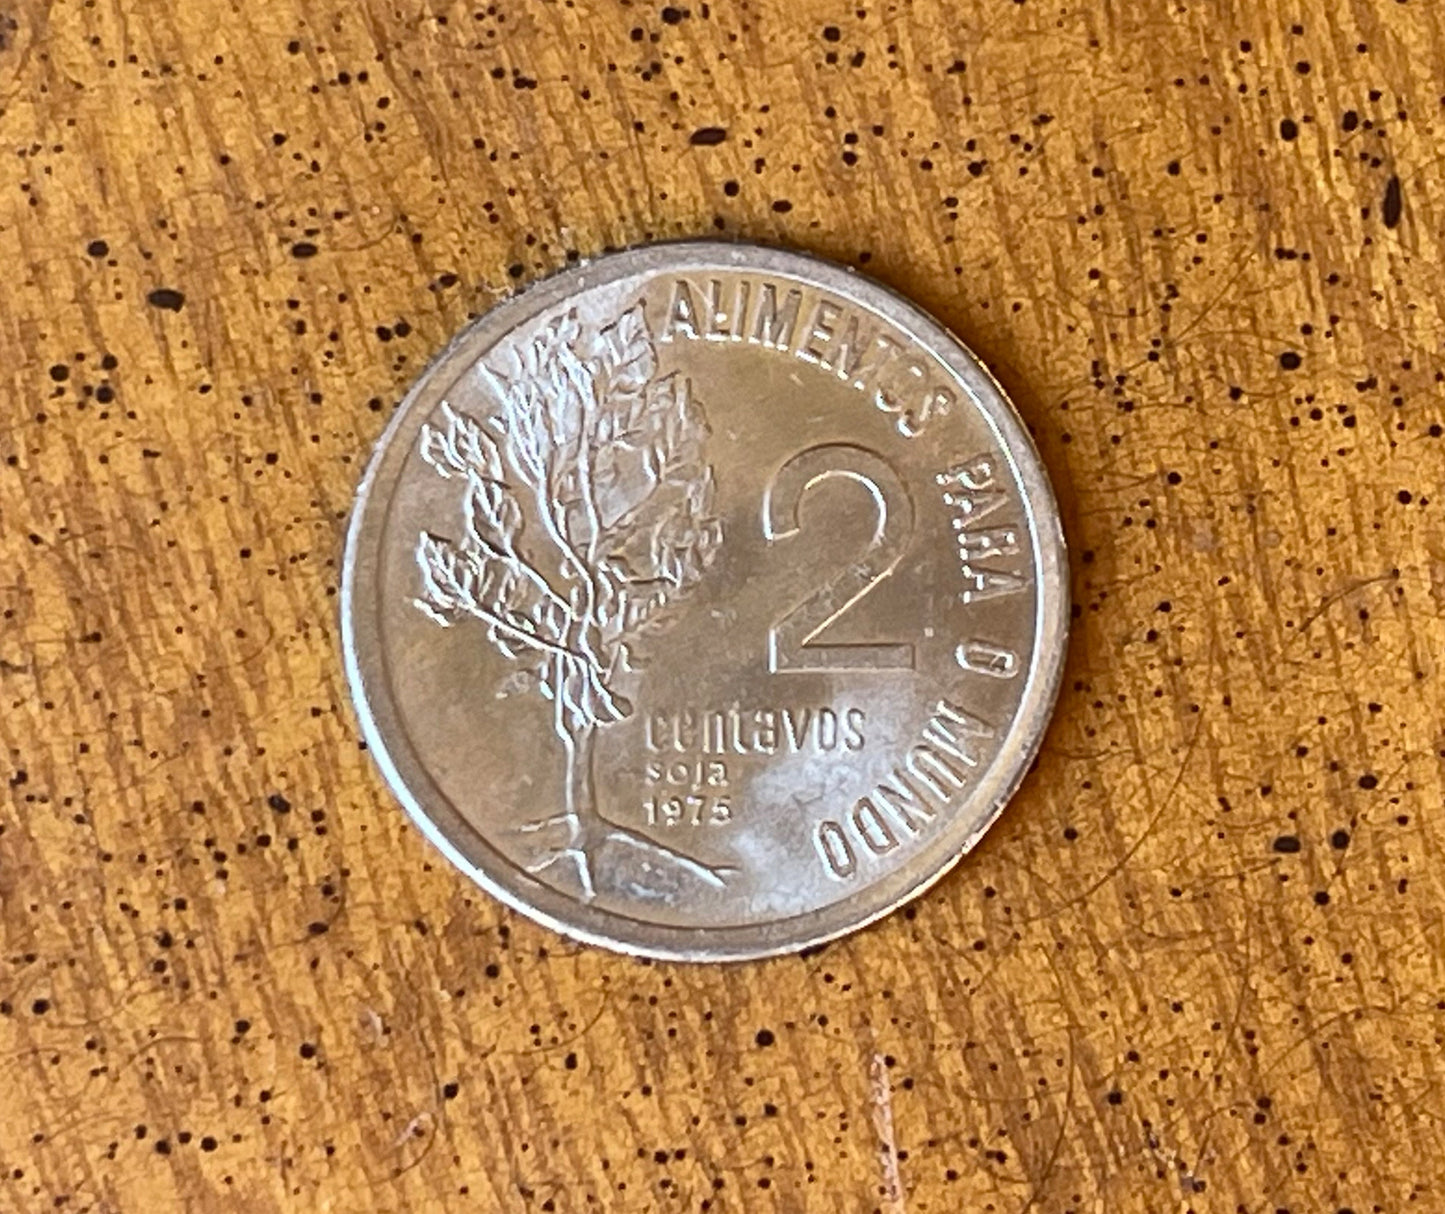 ALIMENTOS PARA O MUNDO
2
centavos
soja
1975